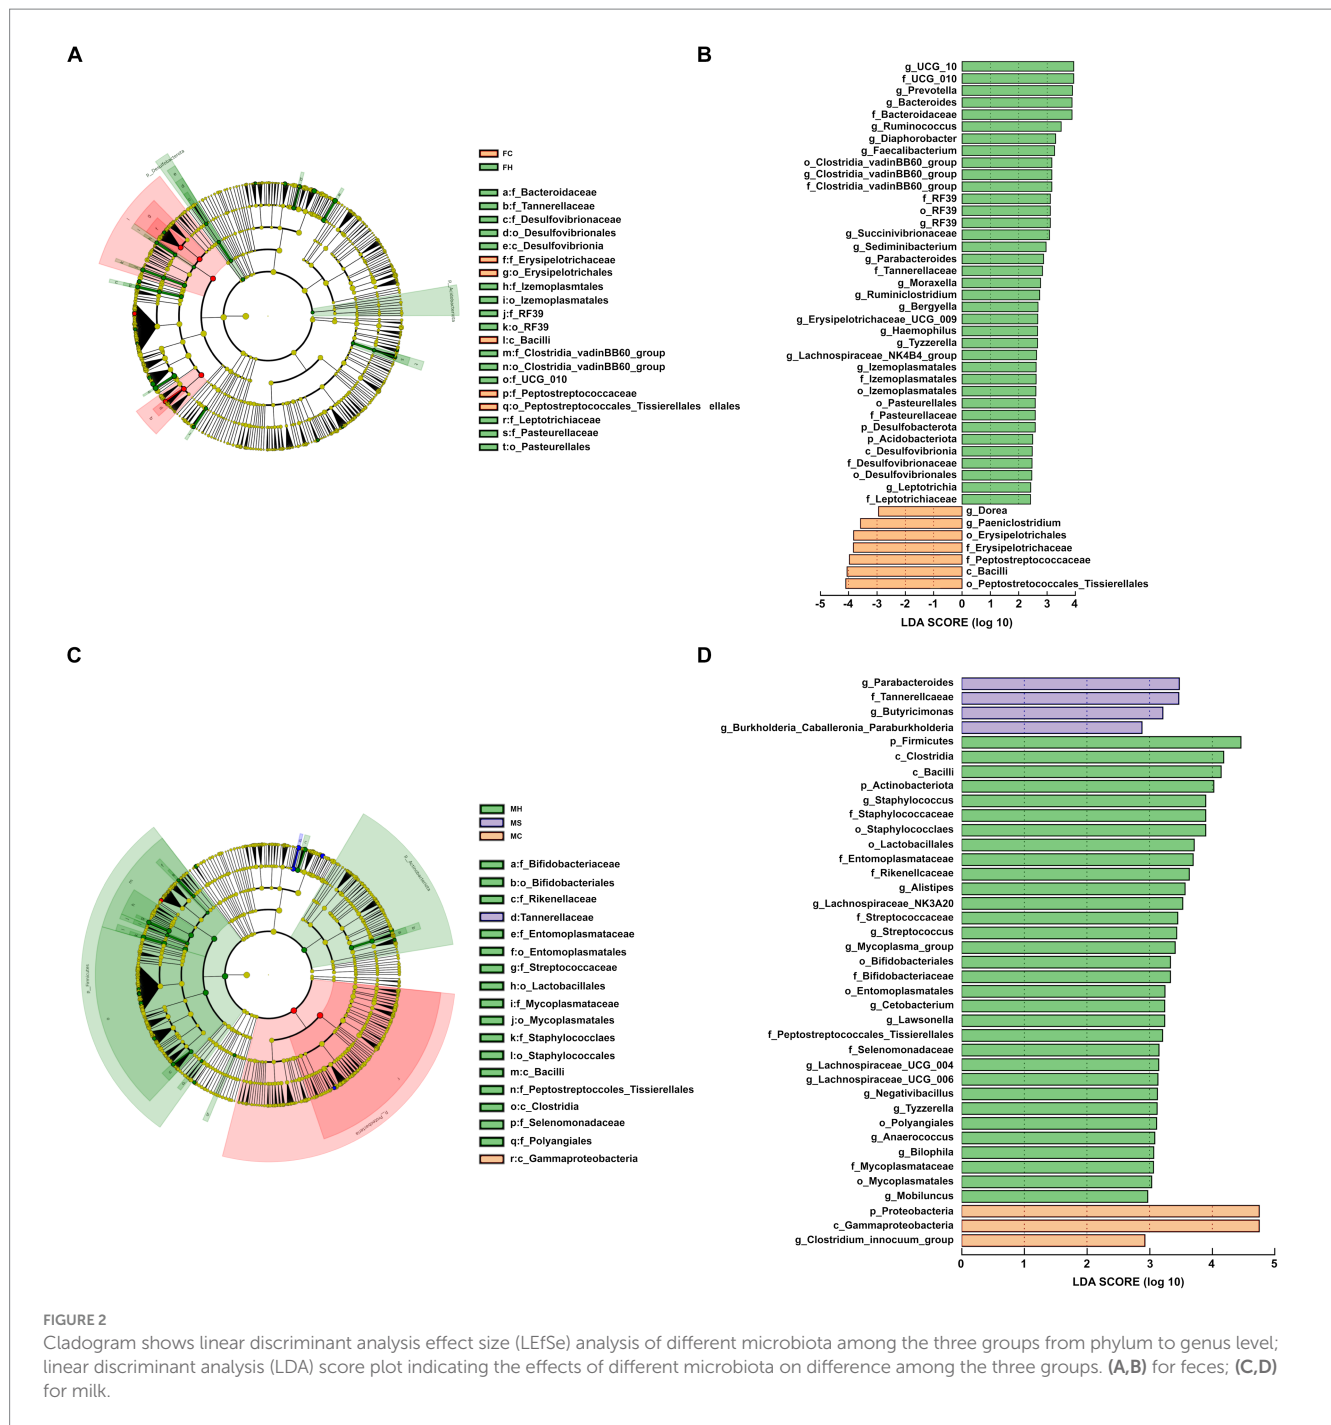 A
p__Desulfobacterota
p__Acidobacteriota
FC
FH
a:f_Bacteroidaceae
b:f_Tannerellaceae
c:f_Desulfovibrionaceae
d:o_Desulfovibrionales
e:c_Desulfovibrionia
f:f_Erysipelotrichaceae
g:o_Erysipelotrichales
h:f_Izemoplasmtales
i:o_Izemoplasmatales
j:f_RF39
k:o_RF39
l:c_Bacilli
m:f_Clostridia_vadinBB60_group
n:o_Clostridia_vadinBB60_group
o:f_UCG_010
p:f_Peptostreptococcaceae
q:o_Peptostreptococcales_Tissierellales ellales
r:f_Leptotrichiaceae
s:f_Pasteurellaceae
t:o_Pasteurellales
B
g_UCG_10
f_UCG_010
g_Prevotella
g_Bacteroides
f_Bacteroidaceae
g_Ruminococcus
g_Diaphorobacter
g_Faecalibacterium
o_Clostridia_vadinBB60_group
g_Clostridia_vadinBB60_group
f_Clostridia_vadinBB60_group
f_RF39
o_RF39
g_RF39
g_Succinivibrionaceae
g_Sediminibacterium
g_Parabacteroides
f_Tannerellaceae
g_Moraxella
g_Ruminiclostridium
g_Bergyella
g_Erysipelotrichaceae_UCG_009
g_Haemophilus
g_Tyzzerella
g_Lachnospiraceae_NK4B4_group
g_Izemoplasmatales
f_Izemoplasmatales
o_Izemoplasmatales
o_Pasteurellales
f_Pasteurellaceae
p_Desulfobacterota
p_Acidobacteriota
c_Desulfovibrionia
f_Desulfovibrionaceae
o_Desulfovibrionales
g_Leptotrichia
f_Leptotrichiaceae
g_Dorea
g_Paeniclostridium
o_Erysipelotrichales
f_Erysipelotrichaceae
f_Peptostreptococcaceae
c_Bacilli
o_Peptostretococcales_Tissierellales
-5 -4 -3 -2 -1 0 1 2 3 4
LDA SCORE (log 10)
C
p__Actinobacteriota
p__Firmicutes
p__Proteobacteria
MH
MS
MC
a:f_Bifidobacteriaceae
b:o_Bifidobacteriales
c:f_Rikenellaceae
d:Tannerellaceae
e:f_Entomoplasmataceae
f:o_Entomoplasmatales
g:f_Streptococcaceae
h:o_Lactobacillales
i:f_Mycoplasmataceae
j:o_Mycoplasmatales
k:f_Staphylococclaes
l:o_Staphylococcales
m:c_Bacilli
n:f_Peptostreptoccoles_Tissierellales
o:c_Clostridia
p:f_Selenomonadaceae
q:f_Polyangiales
r:c_Gammaproteobacteria
D
g_Parabacteroides
f_Tannerellcaeae
g_Butyricimonas
g_Burkholderia_Caballeronia_Paraburkholderia
p_Firmicutes
c_Clostridia
c_Bacilli
p_Actinobacteriota
g_Staphylococcus
f_Staphylococcaceae
o_Staphylococclaes
o_Lactobacillales
f_Entomoplasmataceae
f_Rikenellcaceae
g_Alistipes
g_Lachnospiraceae_NK3A20
f_Streptococcaceae
g_Streptococcus
g_Mycoplasma_group
o_Bifidobacteriales
f_Bifidobacteriaceae
o_Entomoplasmatales
g_Cetobacterium
g_Lawsonella
f_Peptostreptococcales_Tissierellales
f_Selenomonadaceae
g_Lachnospiraceae_UCG_004
g_Lachnospiraceae_UCG_006
g_Negativibacillus
g_Tyzzerella
o_Polyangiales
g_Anaerococcus
g_Bilophila
f_Mycoplasmataceae
o_Mycoplasmatales
g_Mobiluncus
p_Proteobacteria
c_Gammaproteobacteria
g_Clostridium_innocuum_group
0 1 2 3 4 5
LDA SCORE (log 10)
FIGURE 2
Cladogram shows linear discriminant analysis effect size (LEfSe) analysis of different microbiota among the three groups from phylum to genus level;
linear discriminant analysis (LDA) score plot indicating the effects of different microbiota on difference among the three groups. (A,B) for feces; (C,D)
for milk.